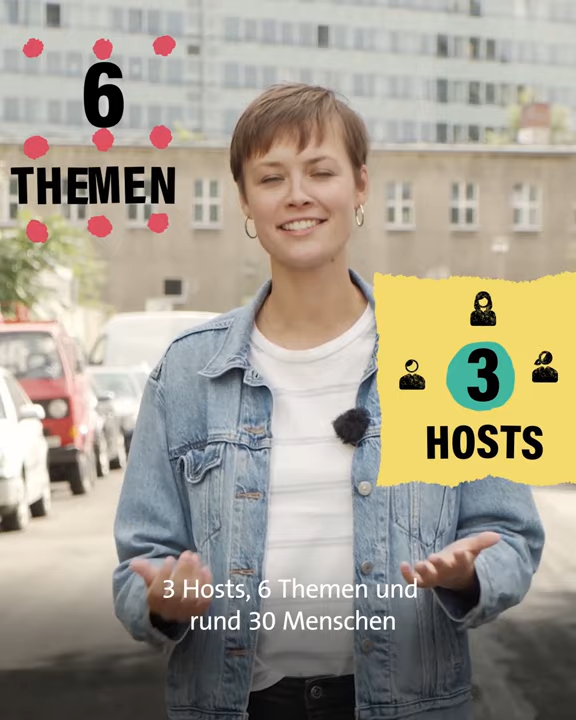 6
THEMEN
3
HOSTS
3 Hosts, 6 Themen und
rund 30 Menschen